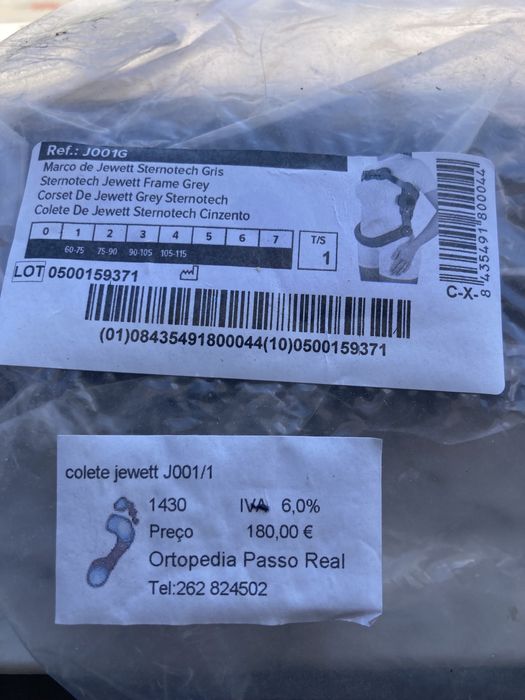 Ref.: J001G
Marco de Jewett Sternotech Gris
Sternotech Jewett Frame Grey
Corset De Jewett Grey Sternotech
Colete De Jewett Sternotech Cinzento
0 1 2 3 4 5 6 7 T/S
60-75 75-90 90-105 105-115 1
LOT 0500159371
C-X-
8 435491 800044
(01)08435491800044(10)0500159371
colete jewett J001/1
1430 IVA 6,0%
Preço 180,00 €
Ortopedia Passo Real
Tel:262 824502